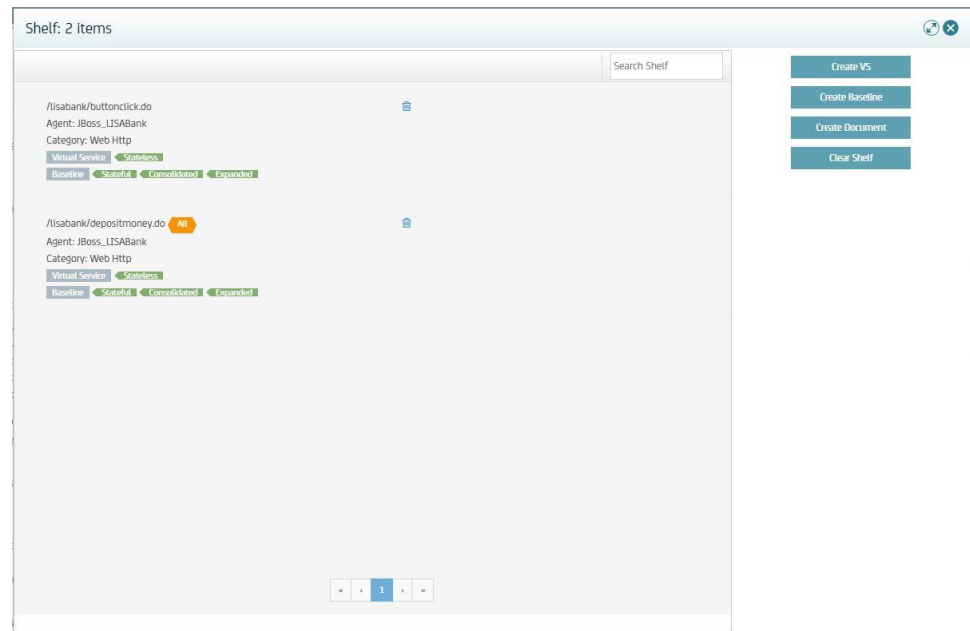 Shelf: 2 items
Search Shelf
Create VS
Create Baseline
Create Document
Clear Shelf
/lisabank/buttonclick.do
Agent: JBoss_LISABank
Category: Web Http
Virtual Service Stateless
Baseline Stateful Consolidated Expanded
/lisabank/depositmoney.do All
Agent: JBoss_LISABank
Category: Web Http
Virtual Service Stateless
Baseline Stateful Consolidated Expanded
« ‹ 1 › »